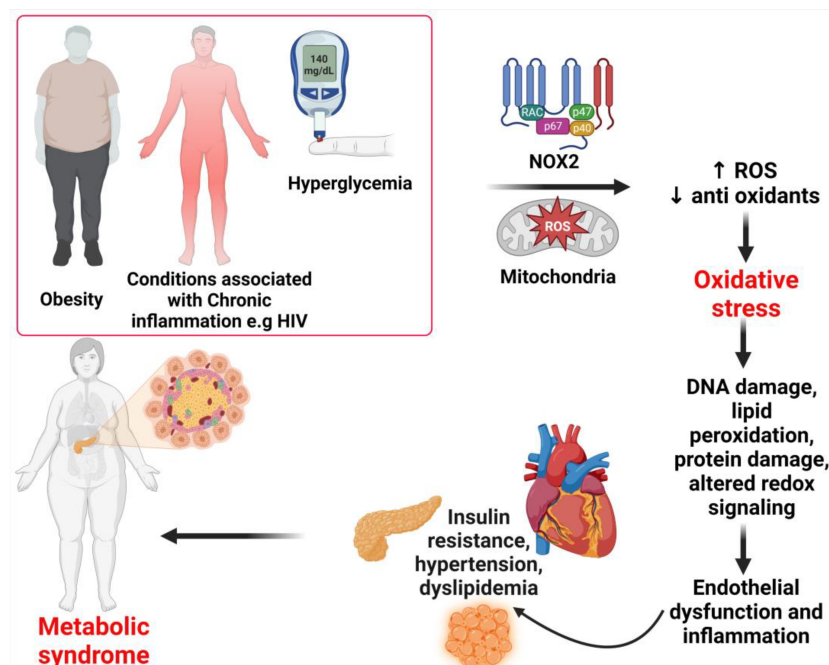 140
mg/dL
Hyperglycemia
Obesity
Conditions associated
with Chronic
inflammation e.g HIV
RAC
p47
p67
p40
NOX2
ROS
Mitochondria
↑ ROS
↓ anti oxidants
Oxidative
stress
DNA damage,
lipid
peroxidation,
protein damage,
altered redox
signaling
Endothelial
dysfunction and
inflammation
Insulin
resistance,
hypertension,
dyslipidemia
Metabolic
syndrome